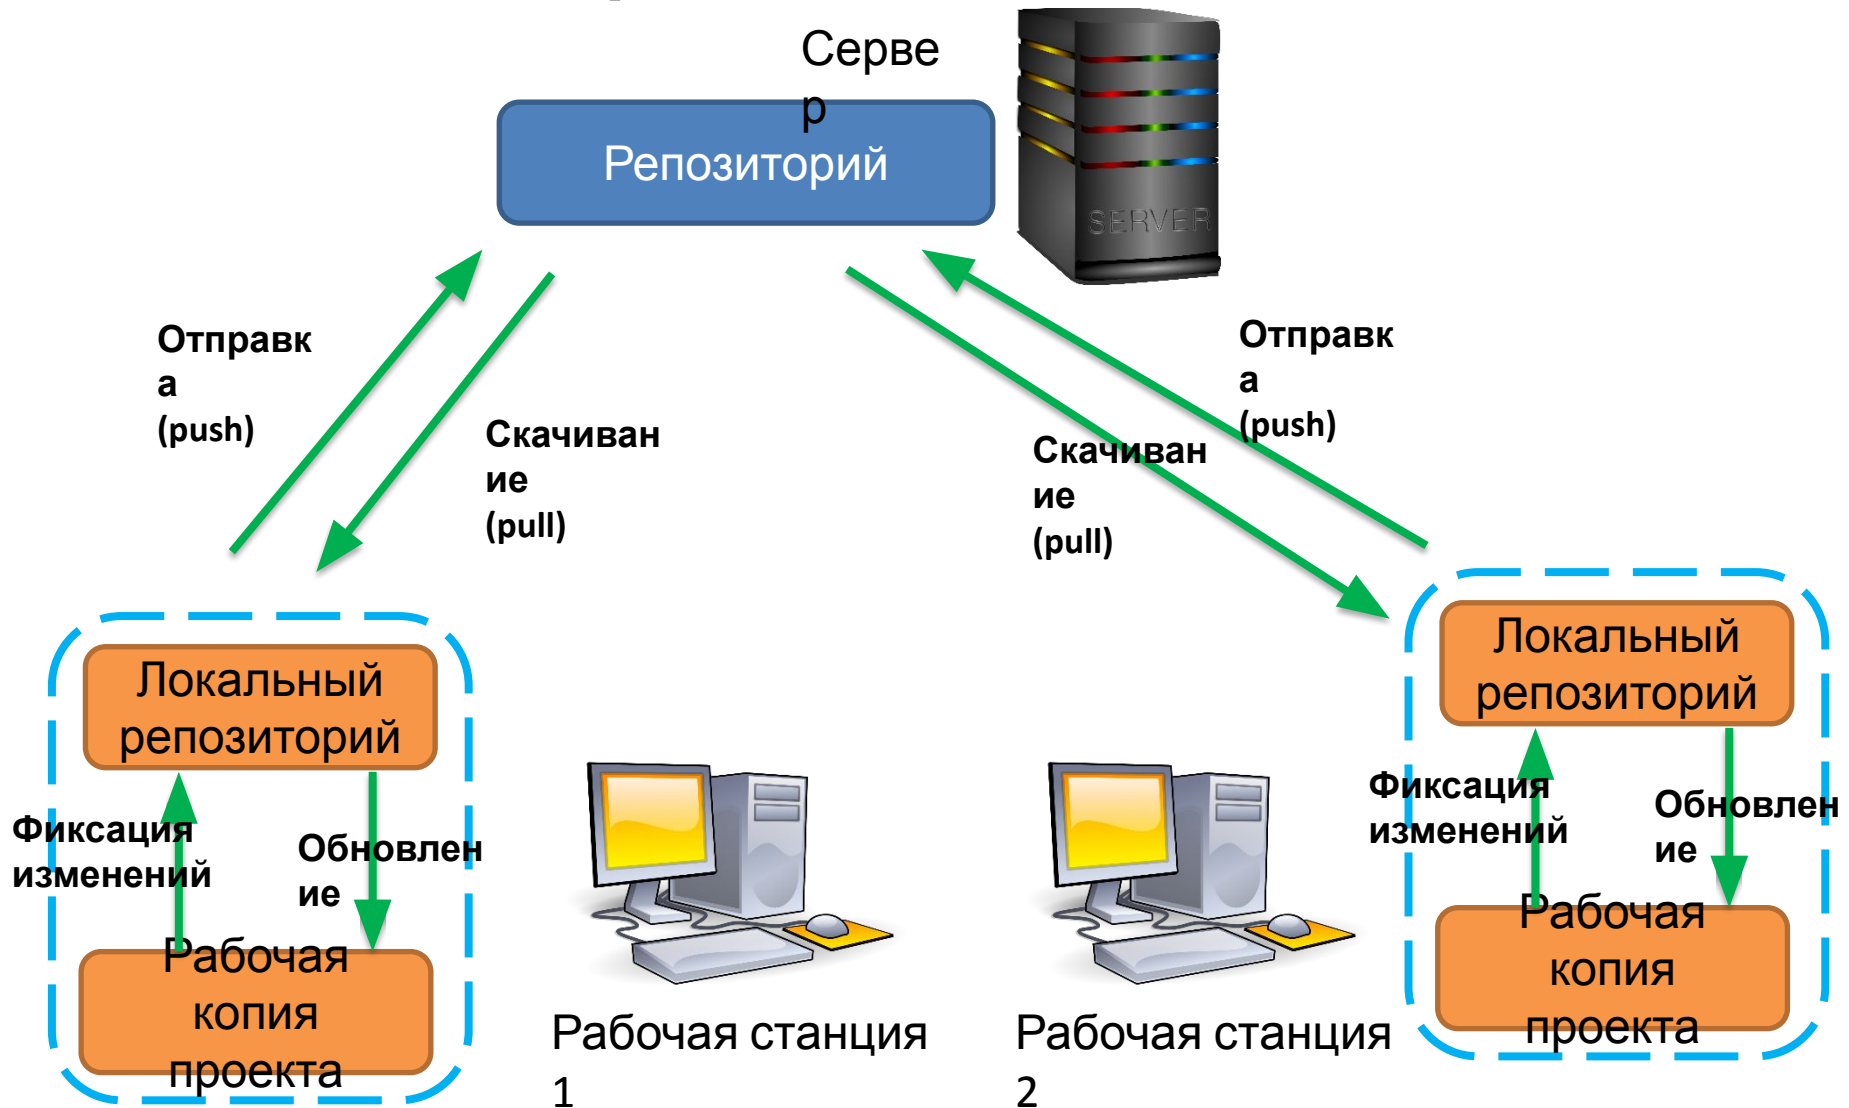 Серве
р
Репозиторий
SERVER
Отправк
а
(push)
Скачиван
ие
(pull)
Отправк
а
(push)
Скачиван
ие
(pull)
Локальный
репозиторий
Фиксация
изменений
Обновлен
ие
Рабочая
копия
проекта
Рабочая станция
1
Рабочая станция
2
Локальный
репозиторий
Фиксация
изменений
Обновлен
ие
Рабочая
копия
проекта